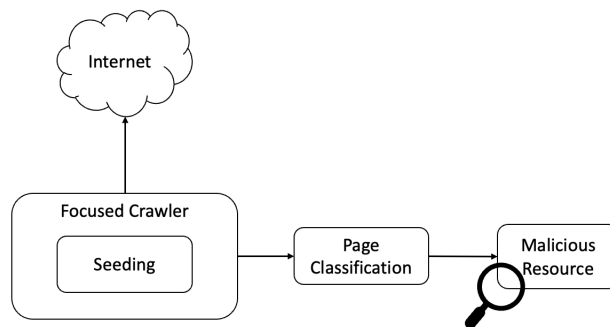 Internet
Focused Crawler
Seeding
Page
Classification
Malicious
Resource